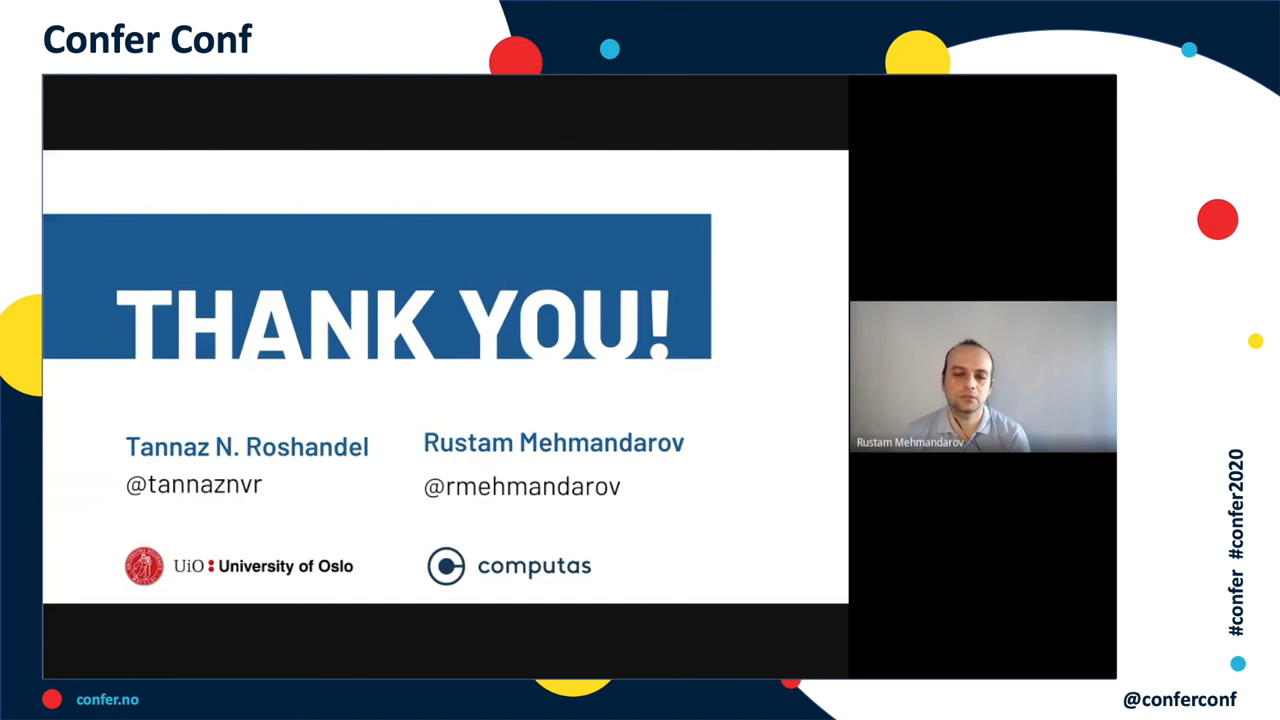 Confer Conf
THANK YOU!
Tannaz N. Roshandel
@tannaznvr
UiO: University of Oslo
Rustam Mehmandarov
@rmehmandarov
computas
Rustam Mehmandarov
#confer #confer2020
confer.no
@conferconf